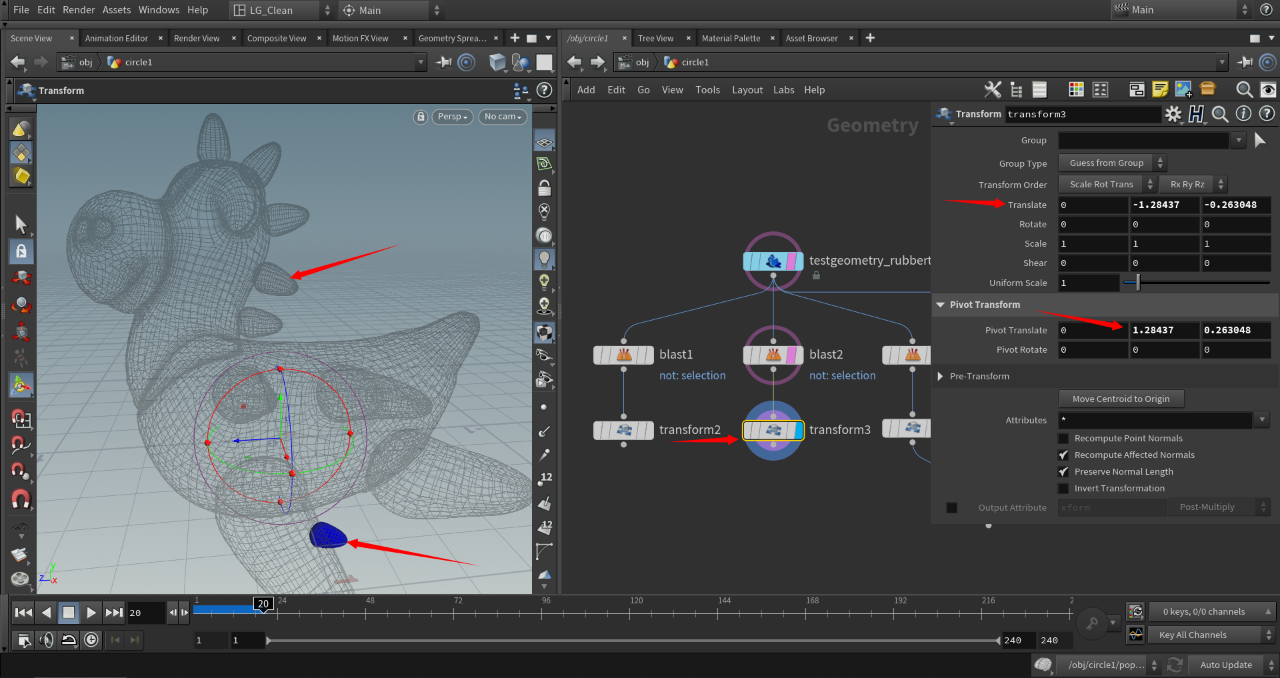 File Edit Render Assets Windows Help LG_Clean Main Main
Scene View Animation Editor Render View Composite View Motion FX View Geometry Sprea...
/obj/circle1 Tree View Material Palette Asset Browser
obj circle1
obj circle1
Transform
Add Edit Go View Tools Layout Labs Help
Persp No cam
Geometry
testgeometry_rubbert
blast1
not: selection
blast2
not: selection
transform2
transform3
Transform transform3
Group
Group Type Guess from Group
Transform Order Scale Rot Trans Rx Ry Rz
Translate 0 -1.28437 -0.263048
Rotate 0 0 0
Scale 1 1 1
Shear 0 0 0
Uniform Scale 1
Pivot Transform
Pivot Translate 0 1.28437 0.263048
Pivot Rotate 0 0 0
Pre-Transform
Move Centroid to Origin
Attributes *
Recompute Point Normals
Recompute Affected Normals
Preserve Normal Length
Invert Transformation
Output Attribute xform Post-Multiply
12
12
z y x
20 1 20 24 48 72 96 120 144 168 192 216 2
0 keys, 0/0 channels
1 1 240 240
Key All Channels
/obj/circle1/pop... Auto Update